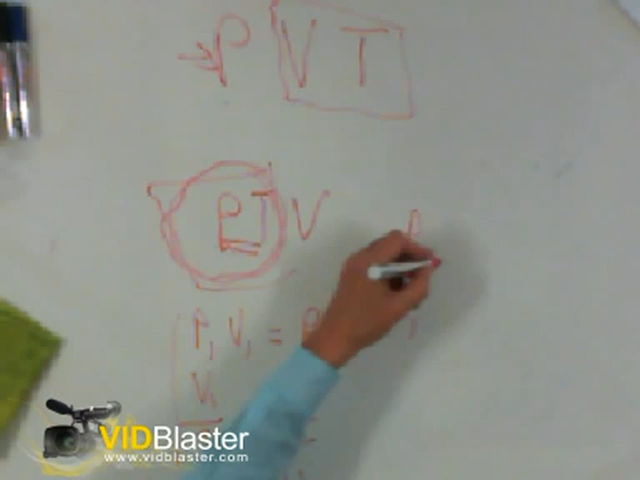 P V T
P T V
P
P₁ V₁ =
V₁
VIDBlaster
www.vidblaster.com